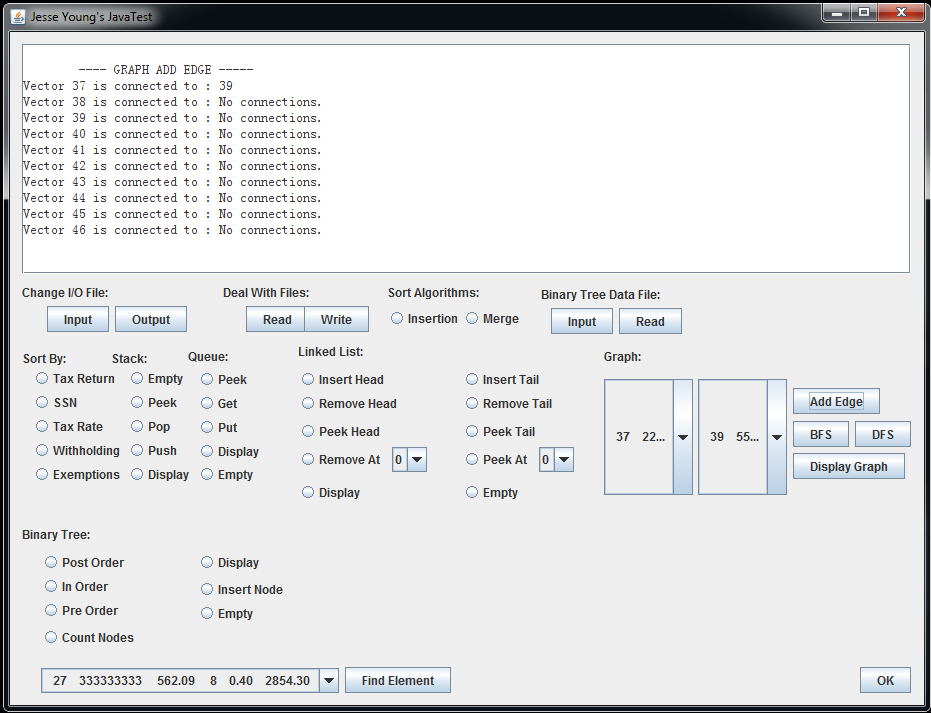 Jesse Young's JavaTest
---- GRAPH ADD EDGE -----
Vector 37 is connected to : 39
Vector 38 is connected to : No connections.
Vector 39 is connected to : No connections.
Vector 40 is connected to : No connections.
Vector 41 is connected to : No connections.
Vector 42 is connected to : No connections.
Vector 43 is connected to : No connections.
Vector 44 is connected to : No connections.
Vector 45 is connected to : No connections.
Vector 46 is connected to : No connections.
Change I/O File:
Input Output
Deal With Files:
Read Write
Sort Algorithms:
Insertion Merge
Binary Tree Data File:
Input Read
Sort By:
Tax Return
SSN
Tax Rate
Withholding
Exemptions
Stack:
Empty
Peek
Pop
Push
Display
Queue:
Peek
Get
Put
Display
Empty
Linked List:
Insert Head Insert Tail
Remove Head Remove Tail
Peek Head Peek Tail
Remove At 0 Peek At 0
Display Empty
Graph:
37 22... 39 55...
Add Edge
BFS DFS
Display Graph
Binary Tree:
Post Order Display
In Order Insert Node
Pre Order Empty
Count Nodes
27 333333333 562.09 8 0.40 2854.30 Find Element OK